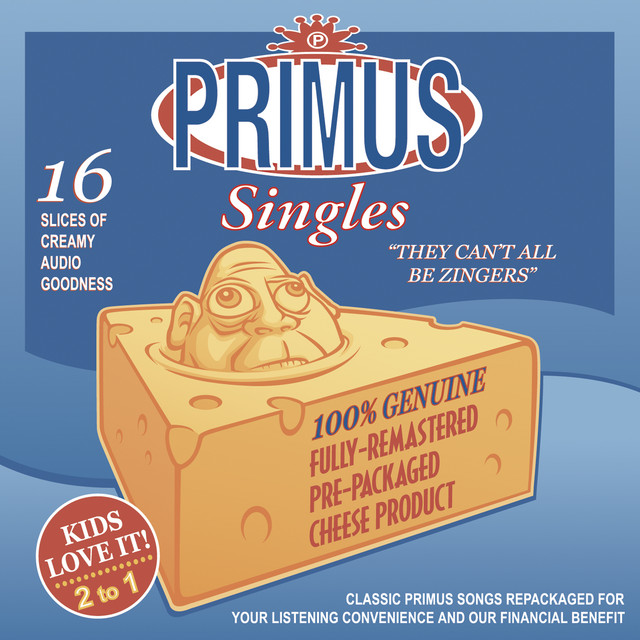 P
PRIMUS
Singles
16
SLICES OF
CREAMY
AUDIO
GOODNESS
“THEY CAN’T ALL
BE ZINGERS”
100% GENUINE
FULLY-REMASTERED
PRE-PACKAGED
CHEESE PRODUCT
KIDS
LOVE IT!
2 to 1
CLASSIC PRIMUS SONGS REPACKAGED FOR
YOUR LISTENING CONVENIENCE AND OUR FINANCIAL BENEFIT